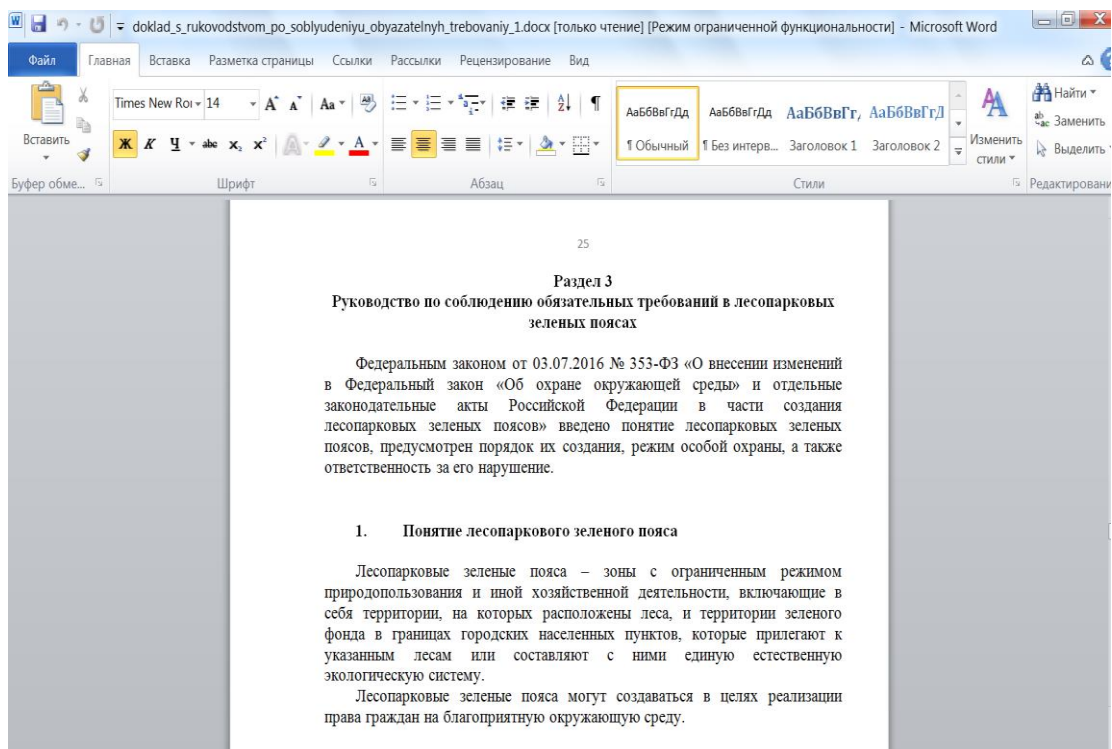 doklad_s_rukovodstvom_po_soblyudeniyu_obyazatelnyh_trebovaniy_1.docx [только чтение] [Режим ограниченной функциональности] - Microsoft Word
Файл Главная Вставка Разметка страницы Ссылки Рассылки Рецензирование Вид
Times New Roı 14
АаБбВвГгДд АаБбВвГгДд АаБбВвГг, АаБбВвГгД
Найти
Заменить
Выделить
Вставить
Ж К Ч abe x₂ x²
¶ Обычный ¶ Без интерв... Заголовок 1 Заголовок 2
Изменить
стили
Буфер обме... Шрифт Абзац Стили Редактировани
25
Раздел 3
Руководство по соблюдению обязательных требований в лесопарковых
зеленых поясах
Федеральным законом от 03.07.2016 № 353-ФЗ «О внесении изменений
в Федеральный закон «Об охране окружающей среды» и отдельные
законодательные акты Российской Федерации в части создания
лесопарковых зеленых поясов» введено понятие лесопарковых зеленых
поясов, предусмотрен порядок их создания, режим особой охраны, а также
ответственность за его нарушение.
1. Понятие лесопаркового зеленого пояса
Лесопарковые зеленые пояса – зоны с ограниченным режимом
природопользования и иной хозяйственной деятельности, включающие в
себя территории, на которых расположены леса, и территории зеленого
фонда в границах городских населенных пунктов, которые прилегают к
указанным лесам или составляют с ними единую естественную
экологическую систему.
Лесопарковые зеленые пояса могут создаваться в целях реализации
права граждан на благоприятную окружающую среду.